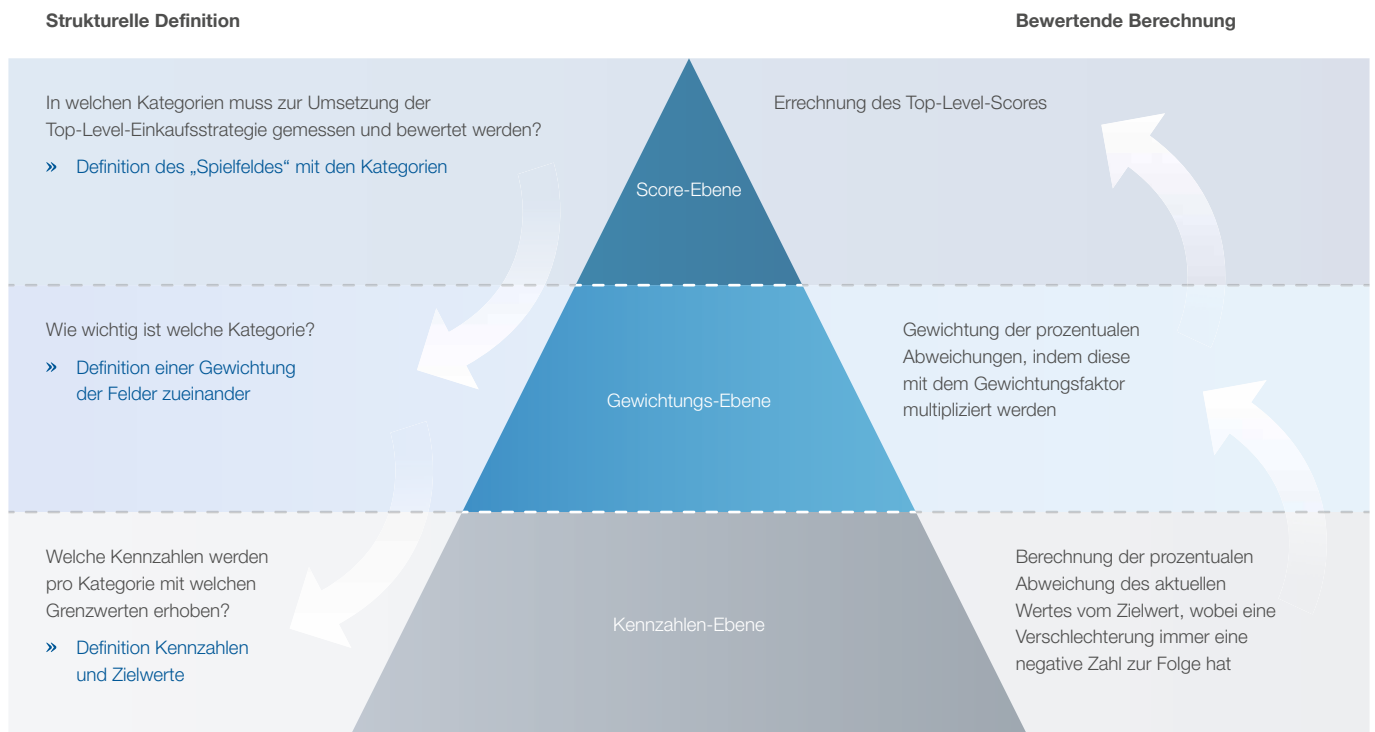 Strukturelle Definition
Bewertende Berechnung
In welchen Kategorien muss zur Umsetzung der
Top-Level-Einkaufsstrategie gemessen und bewertet werden?
» Definition des „Spielfeldes“ mit den Kategorien
Score-Ebene
Errechnung des Top-Level-Scores
Wie wichtig ist welche Kategorie?
» Definition einer Gewichtung
der Felder zueinander
Gewichtungs-Ebene
Gewichtung der prozentualen
Abweichungen, indem diese
mit dem Gewichtungsfaktor
multipliziert werden
Welche Kennzahlen werden
pro Kategorie mit welchen
Grenzwerten erhoben?
» Definition Kennzahlen
und Zielwerte
Kennzahlen-Ebene
Berechnung der prozentualen
Abweichung des aktuellen
Wertes vom Zielwert, wobei eine
Verschlechterung immer eine
negative Zahl zur Folge hat